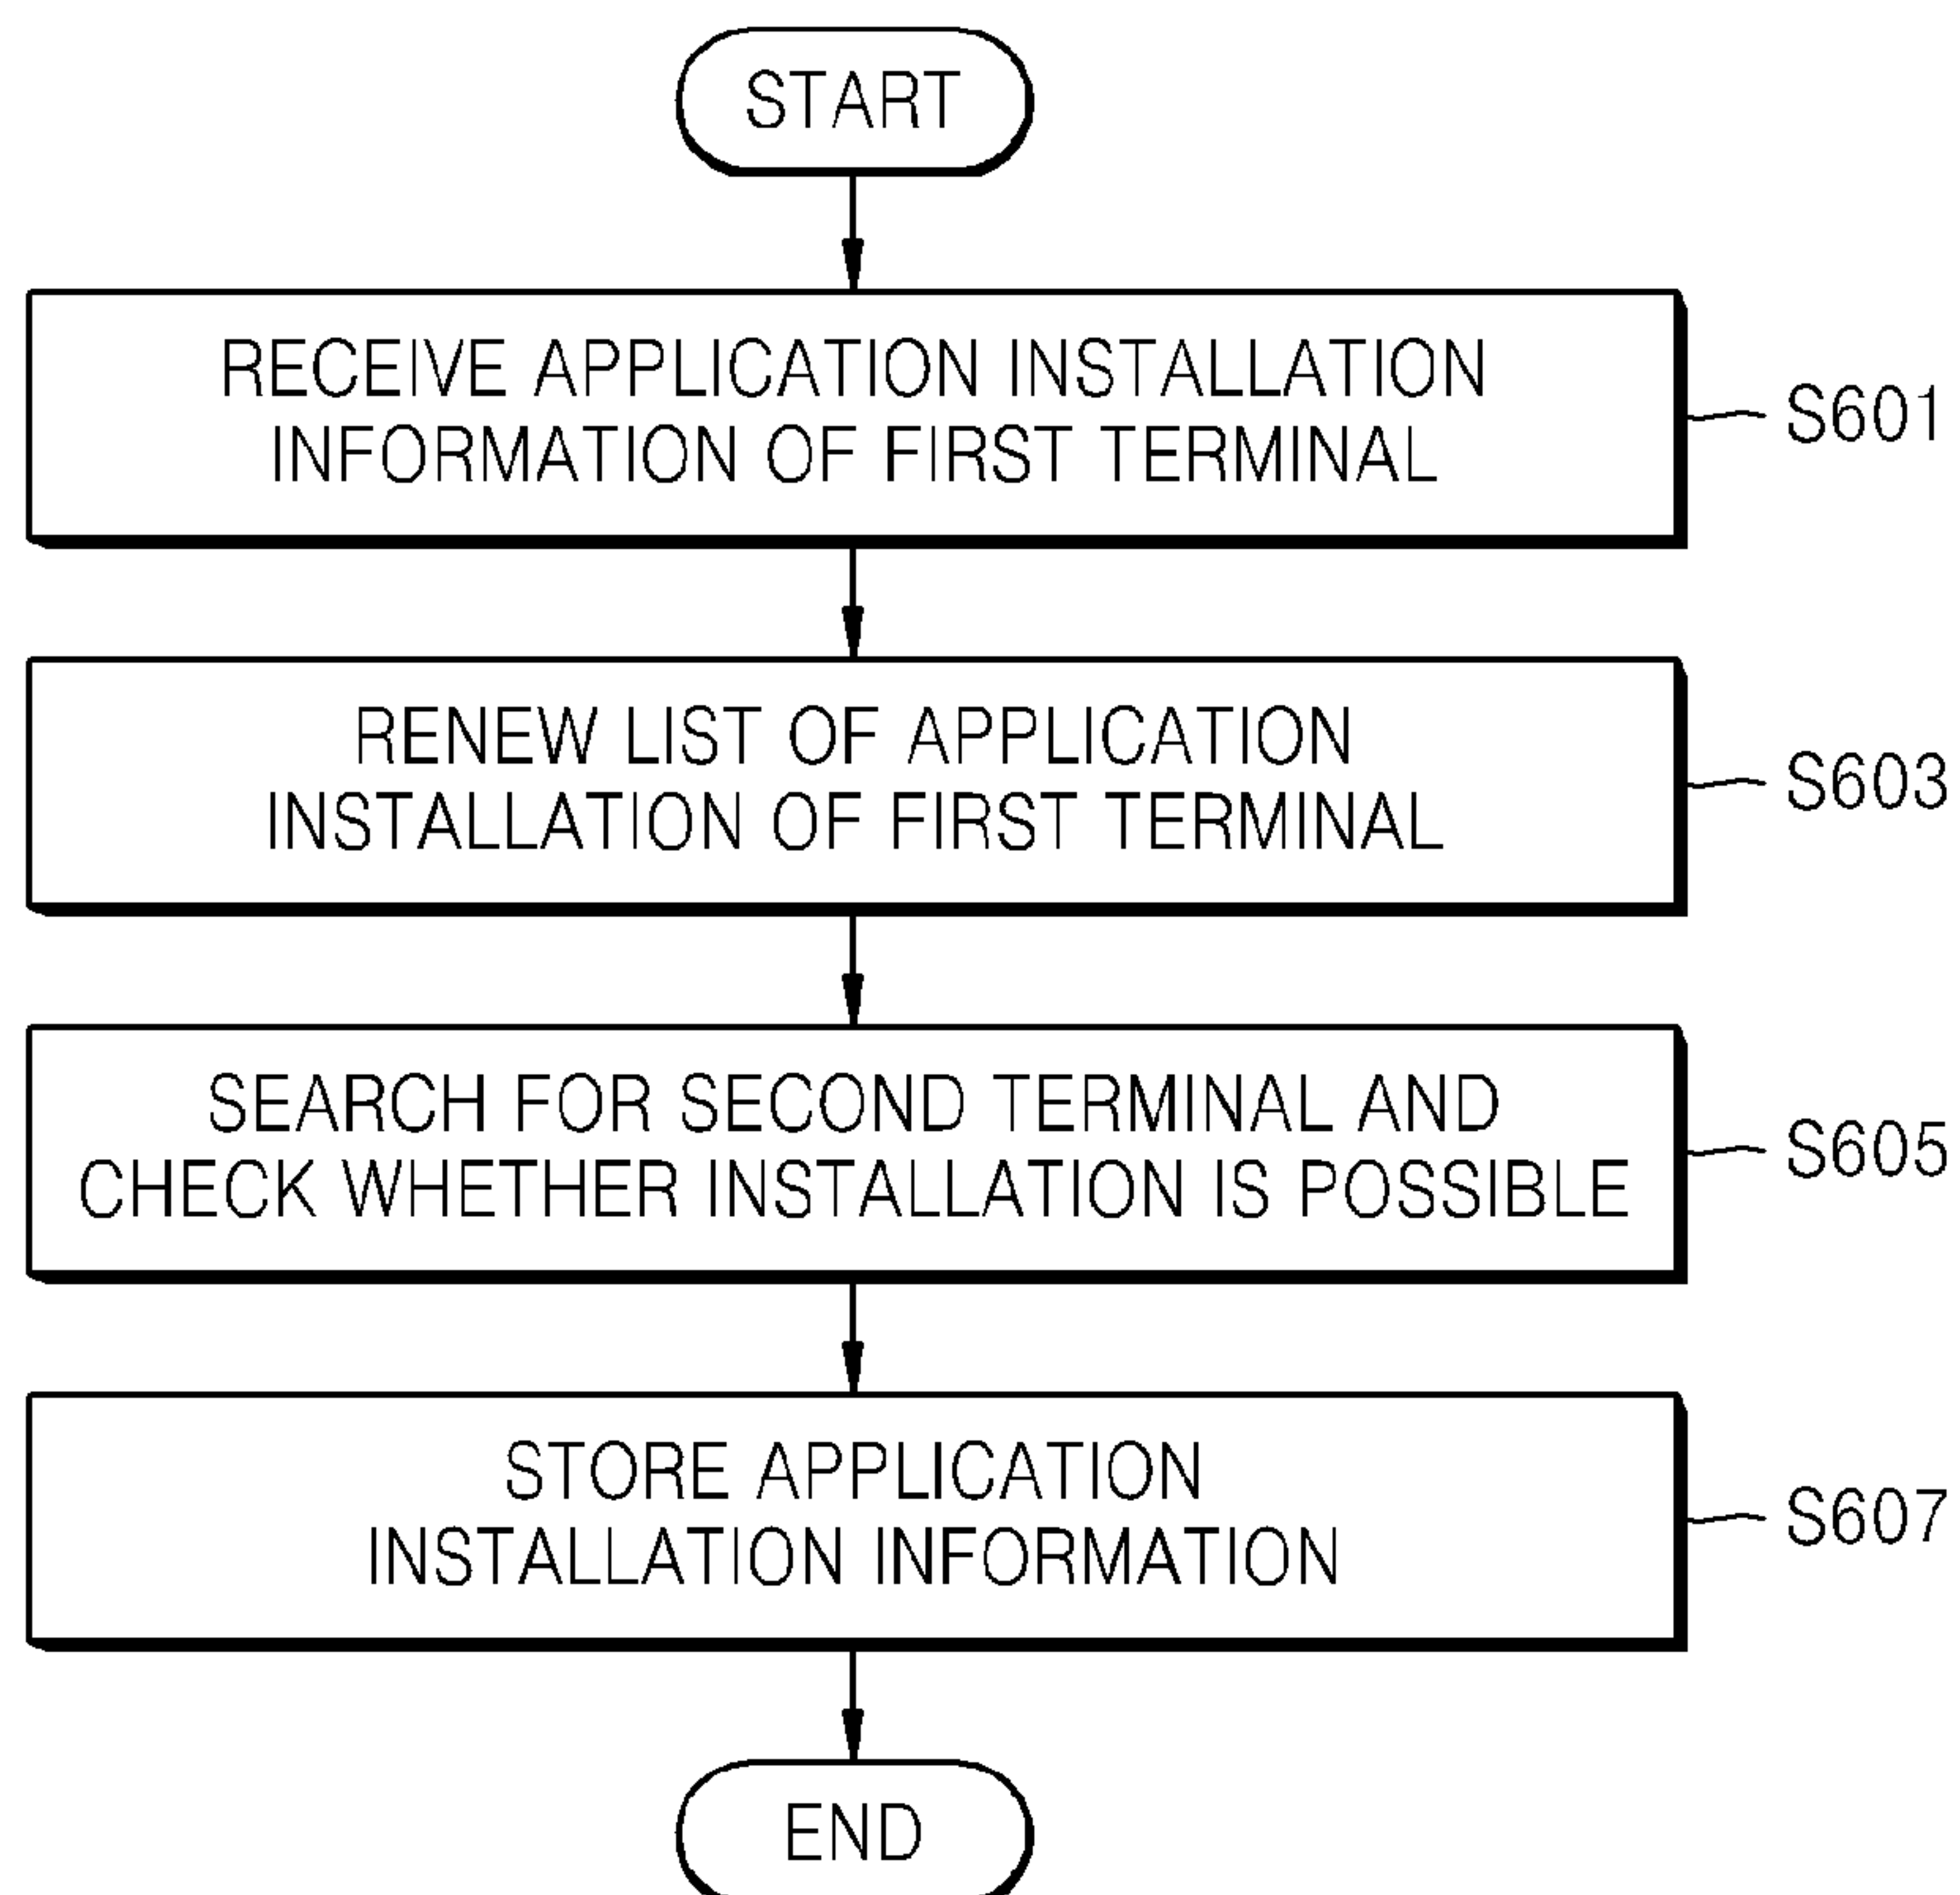 START
RECEIVE APPLICATION INSTALLATION
INFORMATION OF FIRST TERMINAL
S601
RENEW LIST OF APPLICATION
INSTALLATION OF FIRST TERMINAL
S603
SEARCH FOR SECOND TERMINAL AND
CHECK WHETHER INSTALLATION IS POSSIBLE
S605
STORE APPLICATION
INSTALLATION INFORMATION
S607
END